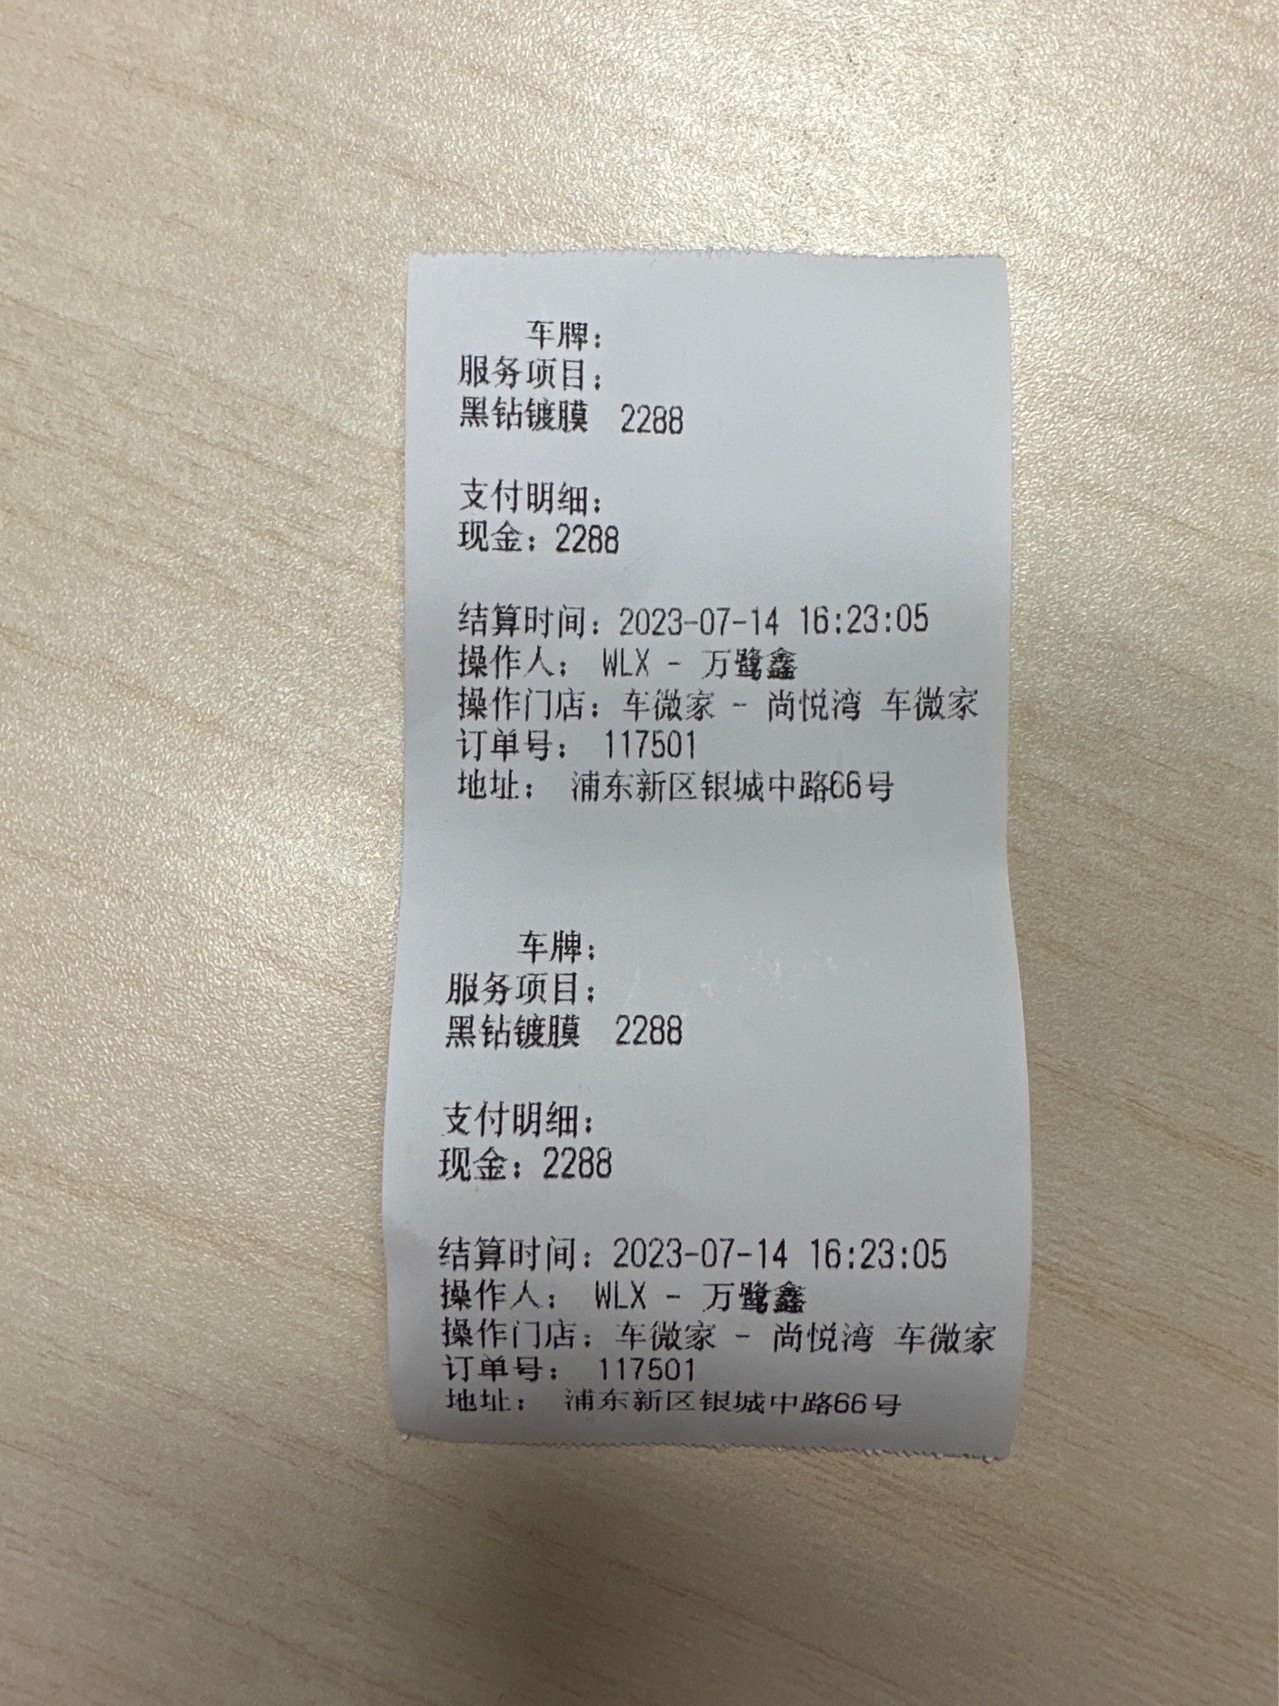 车牌：
服务项目：
黑钻镀膜 2288
支付明细：
现金：2288
结算时间：2023-07-14 16:23:05
操作人： WLX - 万鹭鑫
操作门店：车微家 - 尚悦湾 车微家
订单号： 117501
地址： 浦东新区银城中路66号
车牌：
服务项目：
黑钻镀膜 2288
支付明细：
现金：2288
结算时间：2023-07-14 16:23:05
操作人： WLX - 万鹭鑫
操作门店：车微家 - 尚悦湾 车微家
订单号： 117501
地址： 浦东新区银城中路66号